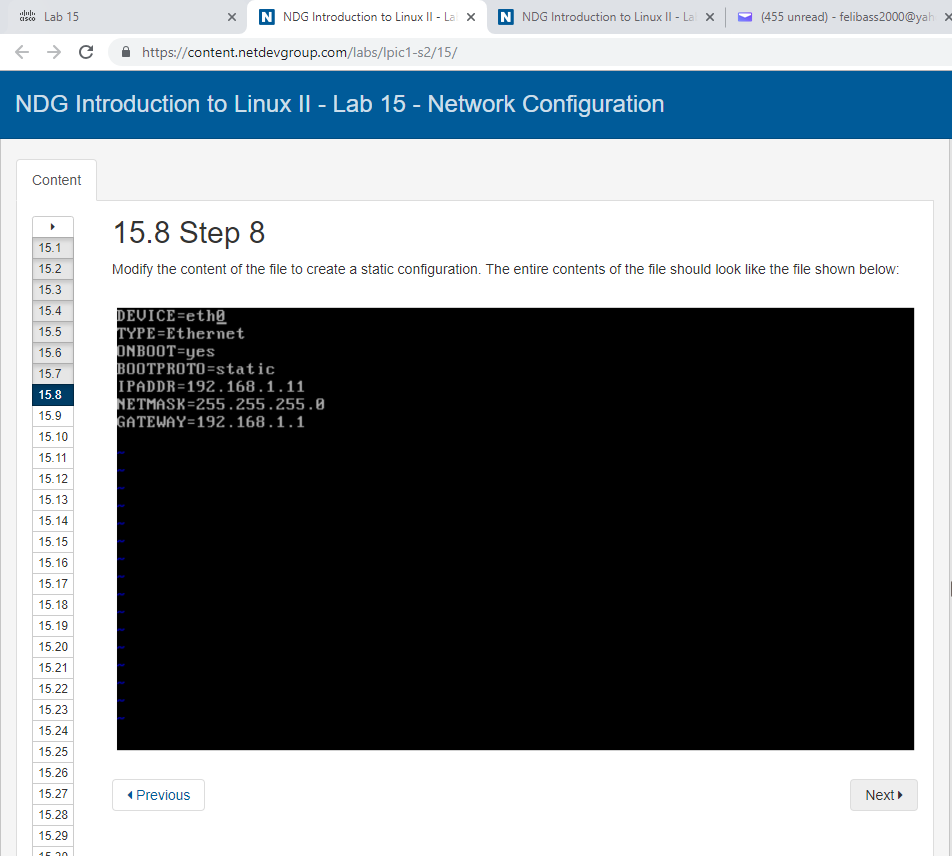 cisco Lab 15
NDG Introduction to Linux II - La
NDG Introduction to Linux II - La
(455 unread) - felibass2000@yah
https://content.netdevgroup.com/labs/lpic1-s2/15/
NDG Introduction to Linux II - Lab 15 - Network Configuration
Content
15.1
15.2
15.3
15.4
15.5
15.6
15.7
15.8
15.9
15.10
15.11
15.12
15.13
15.14
15.15
15.16
15.17
15.18
15.19
15.20
15.21
15.22
15.23
15.24
15.25
15.26
15.27
15.28
15.29
15.30
15.8 Step 8
Modify the content of the file to create a static configuration. The entire contents of the file should look like the file shown below:
DEVICE=eth0
TYPE=Ethernet
ONBOOT=yes
BOOTPROTO=static
IPADDR=192.168.1.11
NETMASK=255.255.255.0
GATEWAY=192.168.1.1
Previous
Next